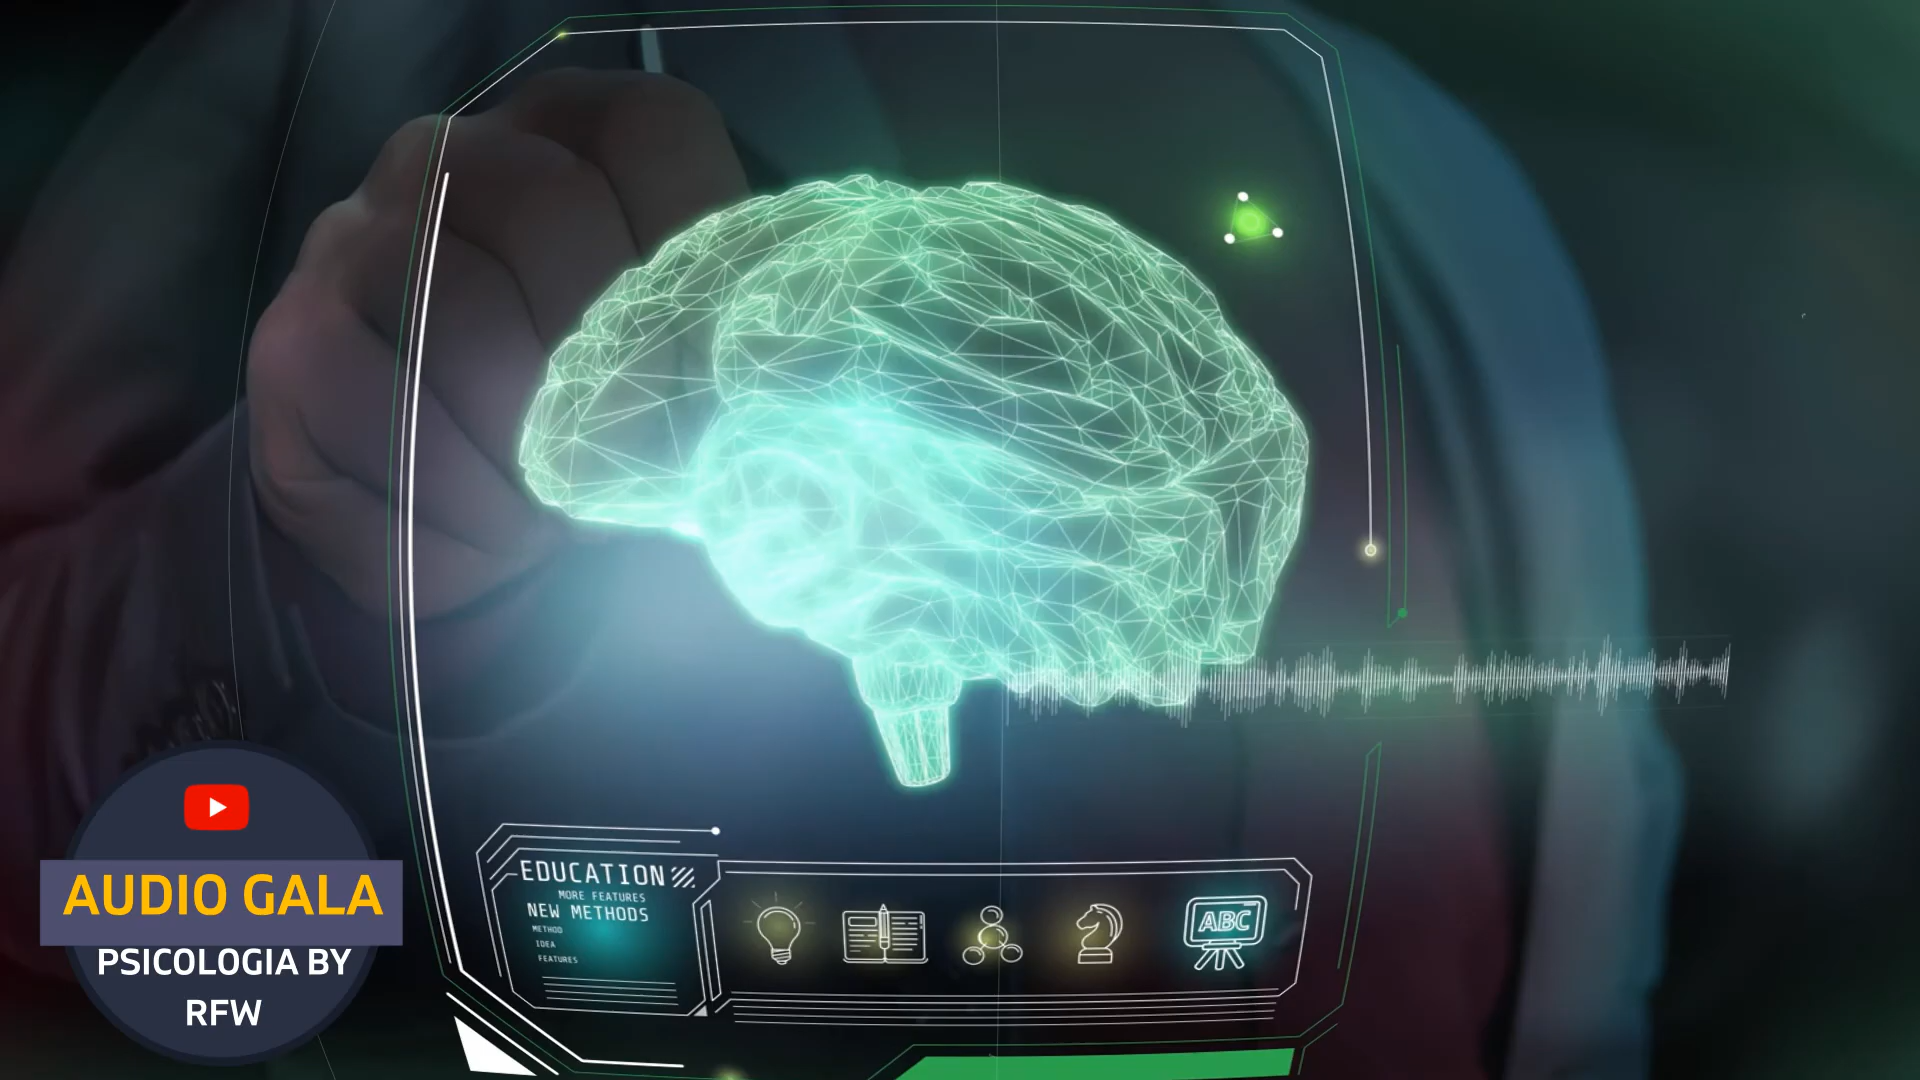 EDUCATION
MORE FEATURES
NEW METHODS
METHOD
IDEA
FEATURES
ABC
AUDIO GALA
PSICOLOGIA BY
RFW